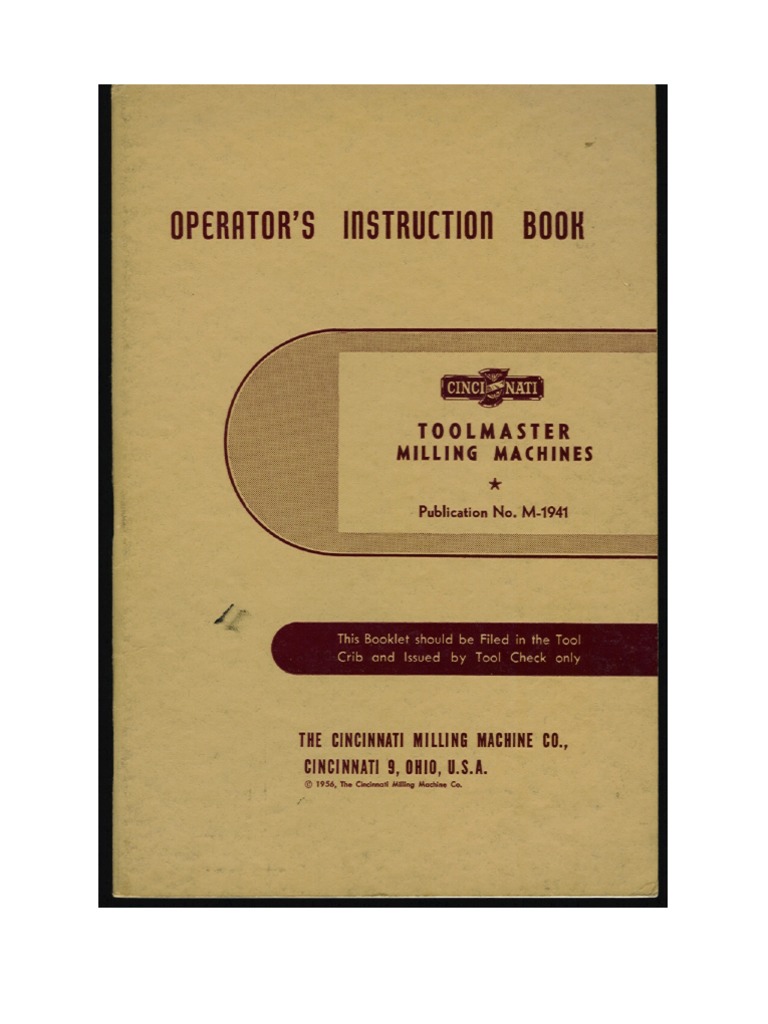 OPERATOR'S INSTRUCTION BOOK
CINCINNATI
TOOLMASTER
MILLING MACHINES
★
Publication No. M-1941
This Booklet should be Filed in the Tool
Crib and Issued by Tool Check only
THE CINCINNATI MILLING MACHINE CO.,
CINCINNATI 9, OHIO, U.S.A.
© 1956, The Cincinnati Milling Machine Co.